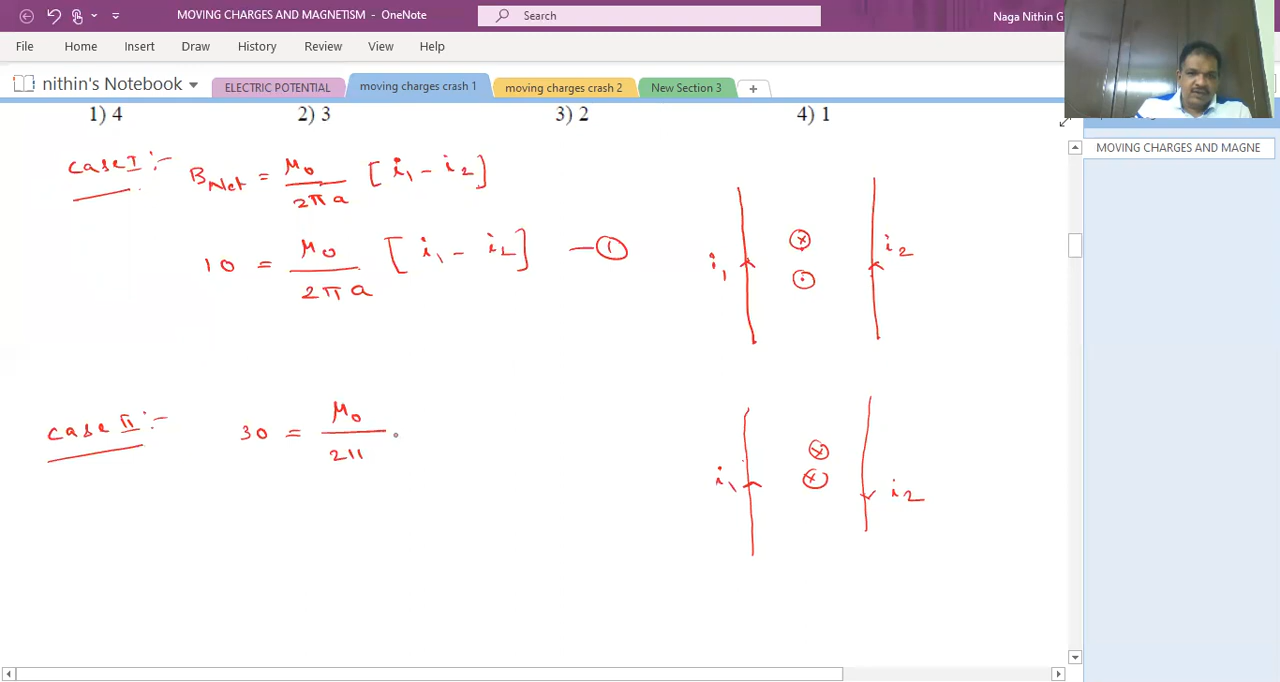 MOVING CHARGES AND MAGNETISM - OneNote
Search
Naga Nithin G
File Home Insert Draw History Review View Help
nithin's Notebook
ELECTRIC POTENTIAL
moving charges crash 1
moving charges crash 2
New Section 3
MOVING CHARGES AND MAGNE
1) 4 2) 3 3) 2 4) 1
case I :- B_Net = μ₀/2πa [i₁ - i₂]
10 = μ₀/2πa [i₁ - i₂] — ①
i₁ i₂
case II :- 30 = μ₀/2π
i₁ i₂